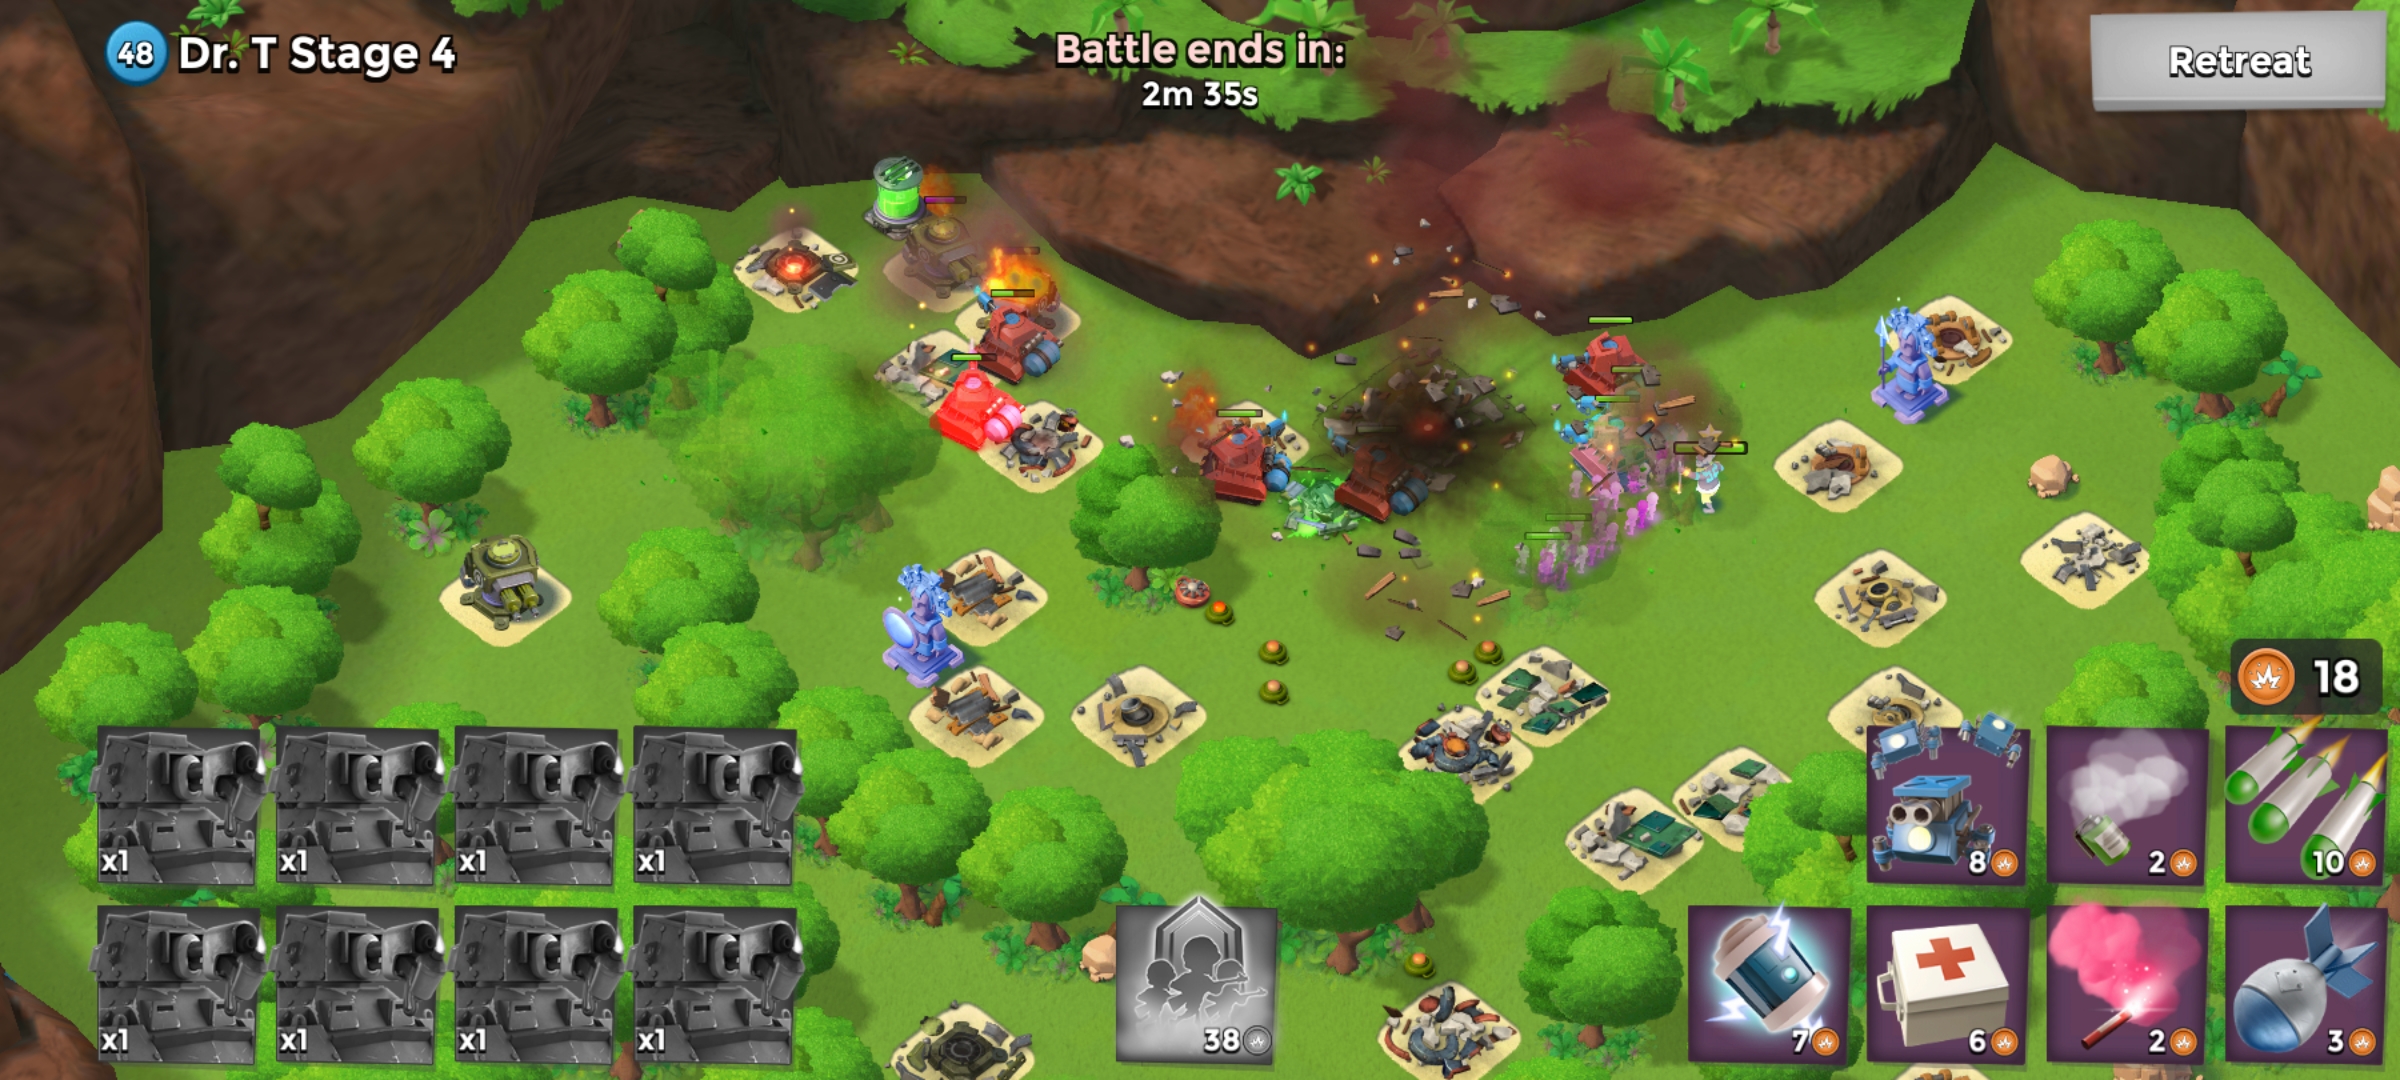 48 Dr. T Stage 4
Battle ends in:
2m 35s
Retreat
18
x1 x1 x1 x1
8 2 10
x1 x1 x1 x1
38
7 6 2 3